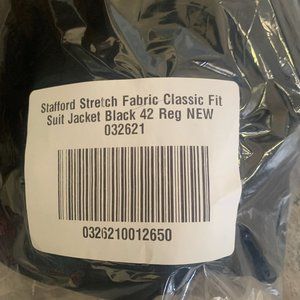 Stafford Stretch Fabric Classic Fit
Suit Jacket Black 42 Reg NEW
032621
0326210012650